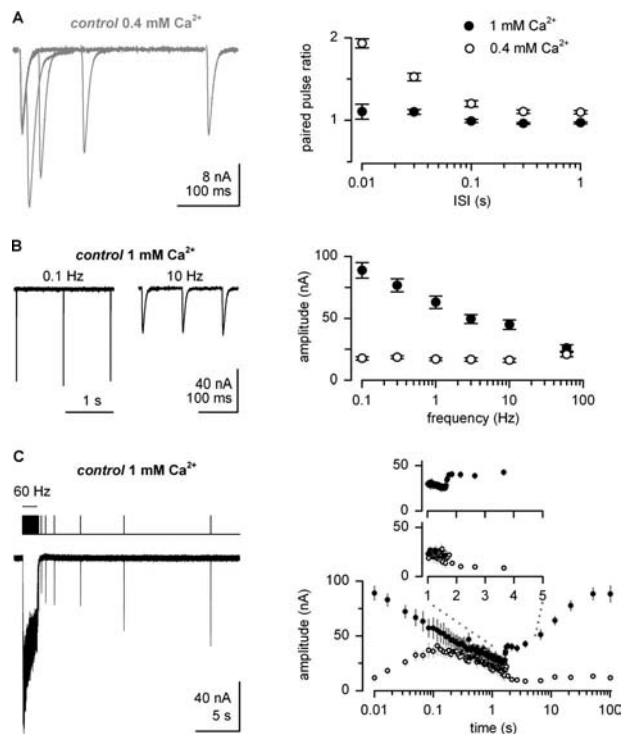 A
control 0.4 mM Ca²⁺
8 nA
100 ms
1 mM Ca²⁺
0.4 mM Ca²⁺
paired pulse ratio
2
1
0.01
0.1
1
ISI (s)
B
control 1 mM Ca²⁺
0.1 Hz
10 Hz
1 s
40 nA
100 ms
amplitude (nA)
100
50
0
0.1
1
10
100
frequency (Hz)
C
control 1 mM Ca²⁺
60 Hz
40 nA
5 s
50
0
50
0
1 2 3 4 5
amplitude (nA)
100
50
0
0.01 0.1 1 10 100
time (s)